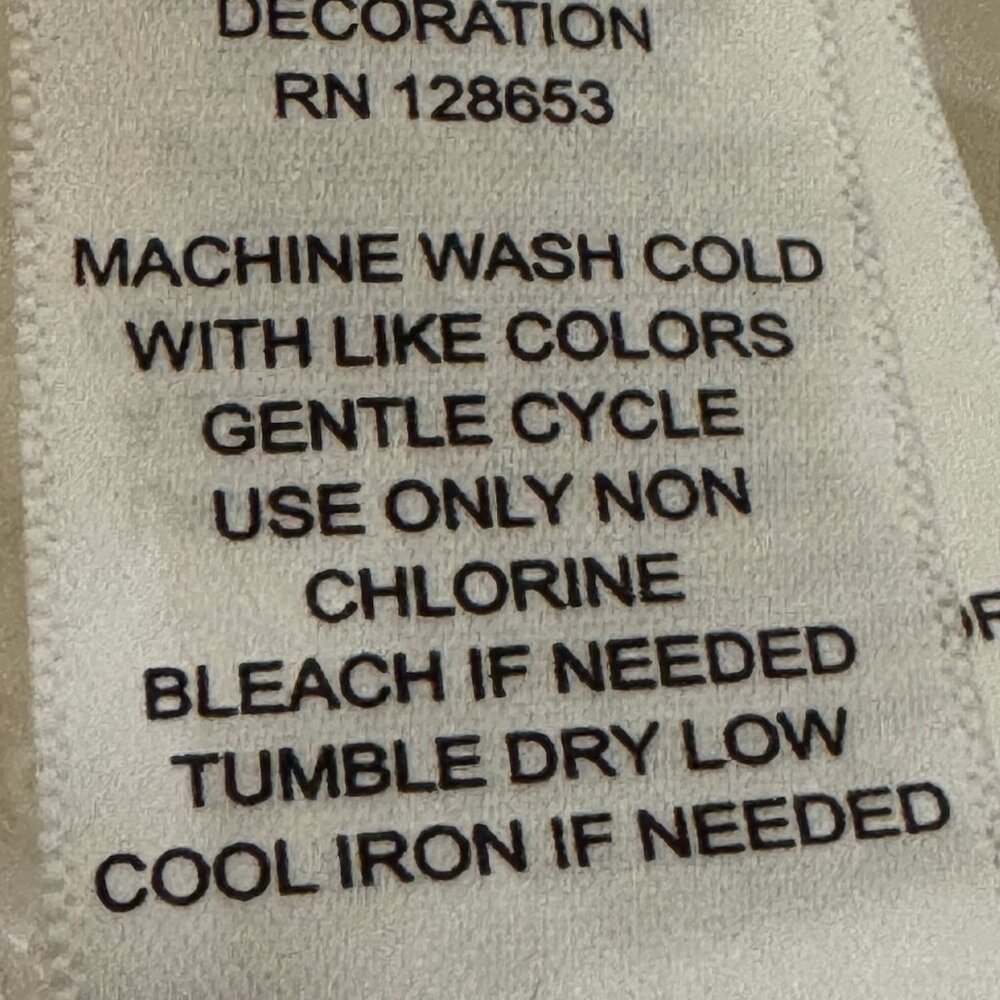 DECORATION
RN 128653
MACHINE WASH COLD
WITH LIKE COLORS
GENTLE CYCLE
USE ONLY NON
CHLORINE
BLEACH IF NEEDED
TUMBLE DRY LOW
COOL IRON IF NEEDED